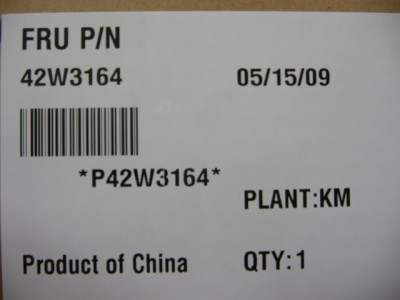 FRU P/N
42W3164 05/15/09
*P42W3164*
PLANT:KM
Product of China QTY:1